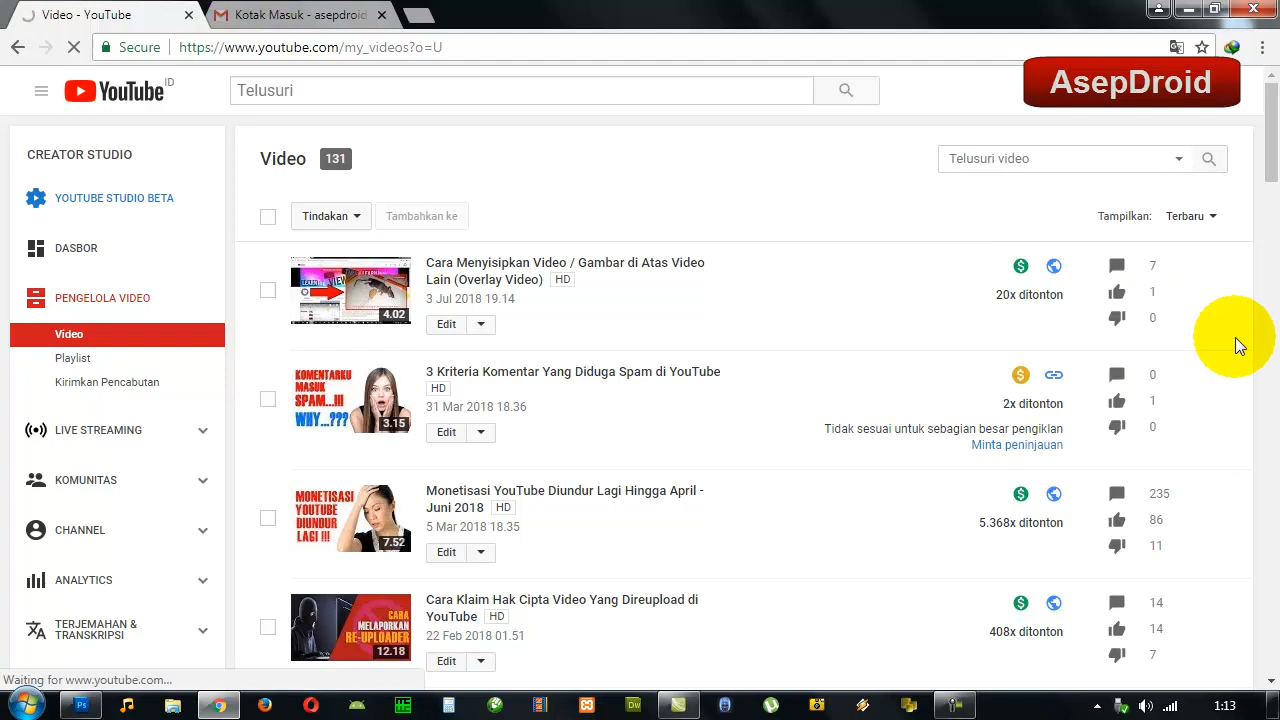 Video - YouTube
Kotak Masuk - asepdroid
Secure
https://www.youtube.com/my_videos?o=U
YouTube ID
Telusuri
AsepDroid
CREATOR STUDIO
YOUTUBE STUDIO BETA
DASBOR
PENGELOLA VIDEO
Video
Playlist
Kirimkan Pencabutan
LIVE STREAMING
KOMUNITAS
CHANNEL
ANALYTICS
TERJEMAHAN &
TRANSKRIPSI
Video 131
Telusuri video
Tindakan
Tambahkan ke
Tampilkan: Terbaru
4.02
Cara Menyisipkan Video / Gambar di Atas Video
Lain (Overlay Video) HD
3 Jul 2018 19.14
Edit
20x ditonton
7
1
0
KOMENTARKU
MASUK
SPAM...!!!
WHY...???
3.15
3 Kriteria Komentar Yang Diduga Spam di YouTube
HD
31 Mar 2018 18.36
Edit
2x ditonton
Tidak sesuai untuk sebagian besar pengiklan
Minta peninjauan
0
1
0
MONETISASI
YOUTUBE
DIUNDUR
LAGI !!!
7.52
Monetisasi YouTube Diundur Lagi Hingga April -
Juni 2018 HD
5 Mar 2018 18.35
Edit
5.368x ditonton
235
86
11
CARA
MELAPORKAN
RE-UPLOADER
12.18
Cara Klaim Hak Cipta Video Yang Direupload di
YouTube HD
22 Feb 2018 01.51
Edit
408x ditonton
14
14
7
Waiting for www.youtube.com...
Ps
Dw
1:13